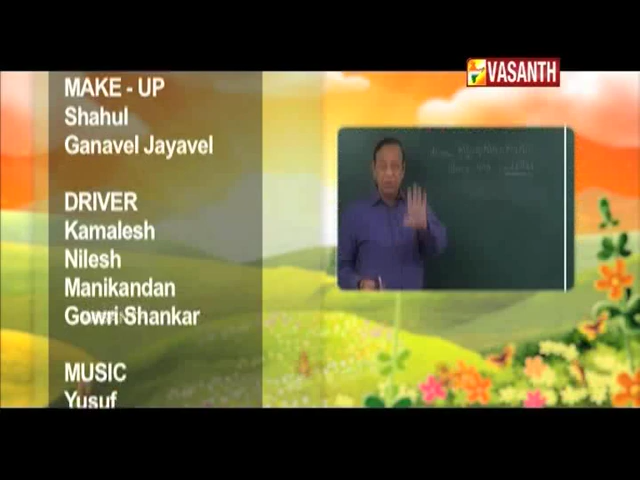 VASANTH
MAKE - UP
Shahul
Ganavel Jayavel
DRIVER
Kamalesh
Nilesh
Manikandan
Gowri Shankar
MUSIC
Yusuf